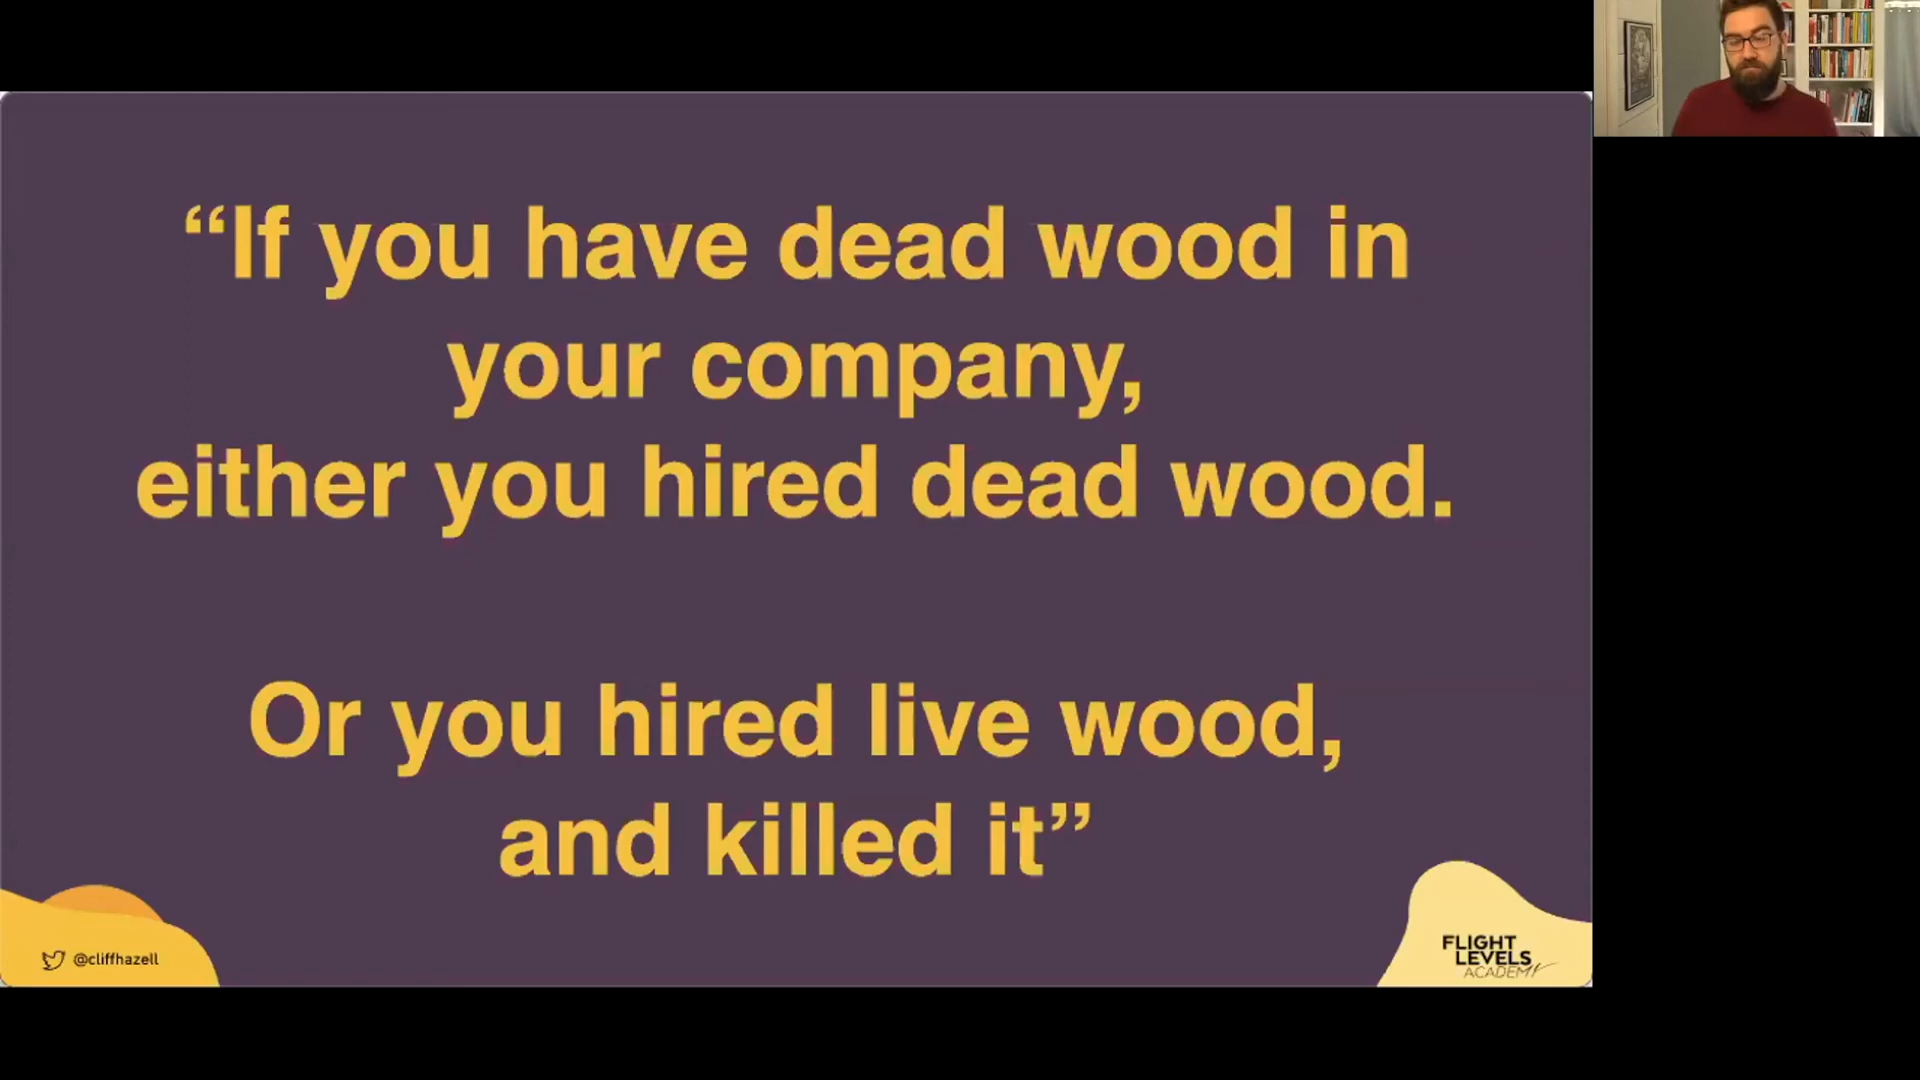 “If you have dead wood in
your company,
either you hired dead wood.
Or you hired live wood,
and killed it”
@cliffhazell
FLIGHT
LEVELS
ACADEMY